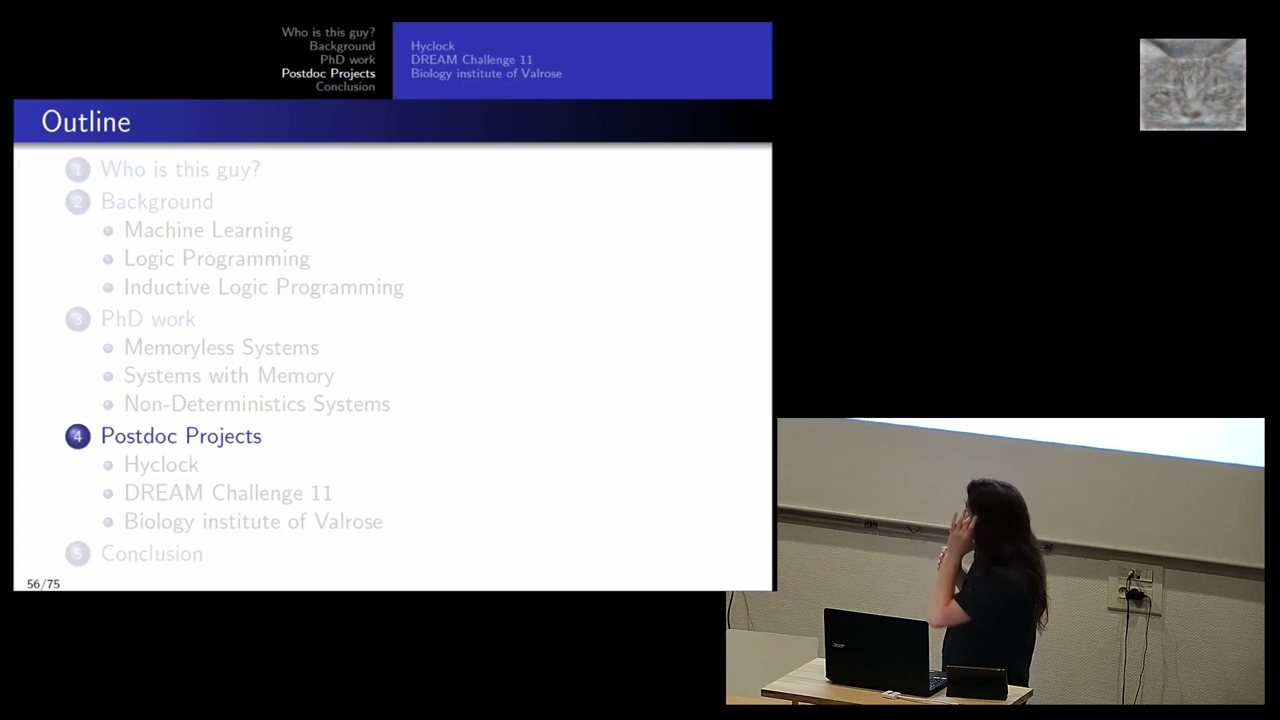 Who is this guy?
Background
PhD work
Postdoc Projects
Conclusion
Hyclock
DREAM Challenge 11
Biology institute of Valrose
Outline
1 Who is this guy?
2 Background
Machine Learning
Logic Programming
Inductive Logic Programming
3 PhD work
Memoryless Systems
Systems with Memory
Non-Deterministics Systems
4 Postdoc Projects
Hyclock
DREAM Challenge 11
Biology institute of Valrose
5 Conclusion
56/75
acer